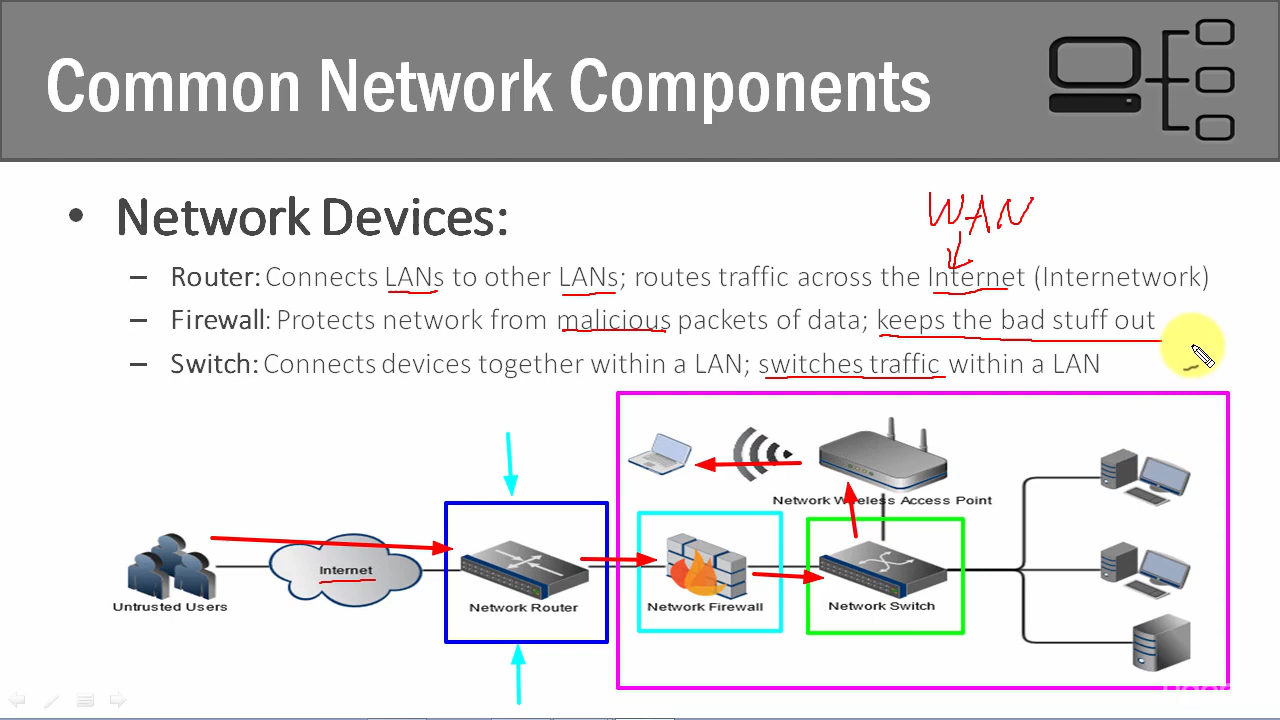 Common Network Components
• Network Devices:
WAN
– Router: Connects LANs to other LANs; routes traffic across the Internet (Internetwork)
– Firewall: Protects network from malicious packets of data; keeps the bad stuff out
– Switch: Connects devices together within a LAN; switches traffic within a LAN
Network Wireless Access Point
Internet
Untrusted Users
Network Router
Network Firewall
Network Switch